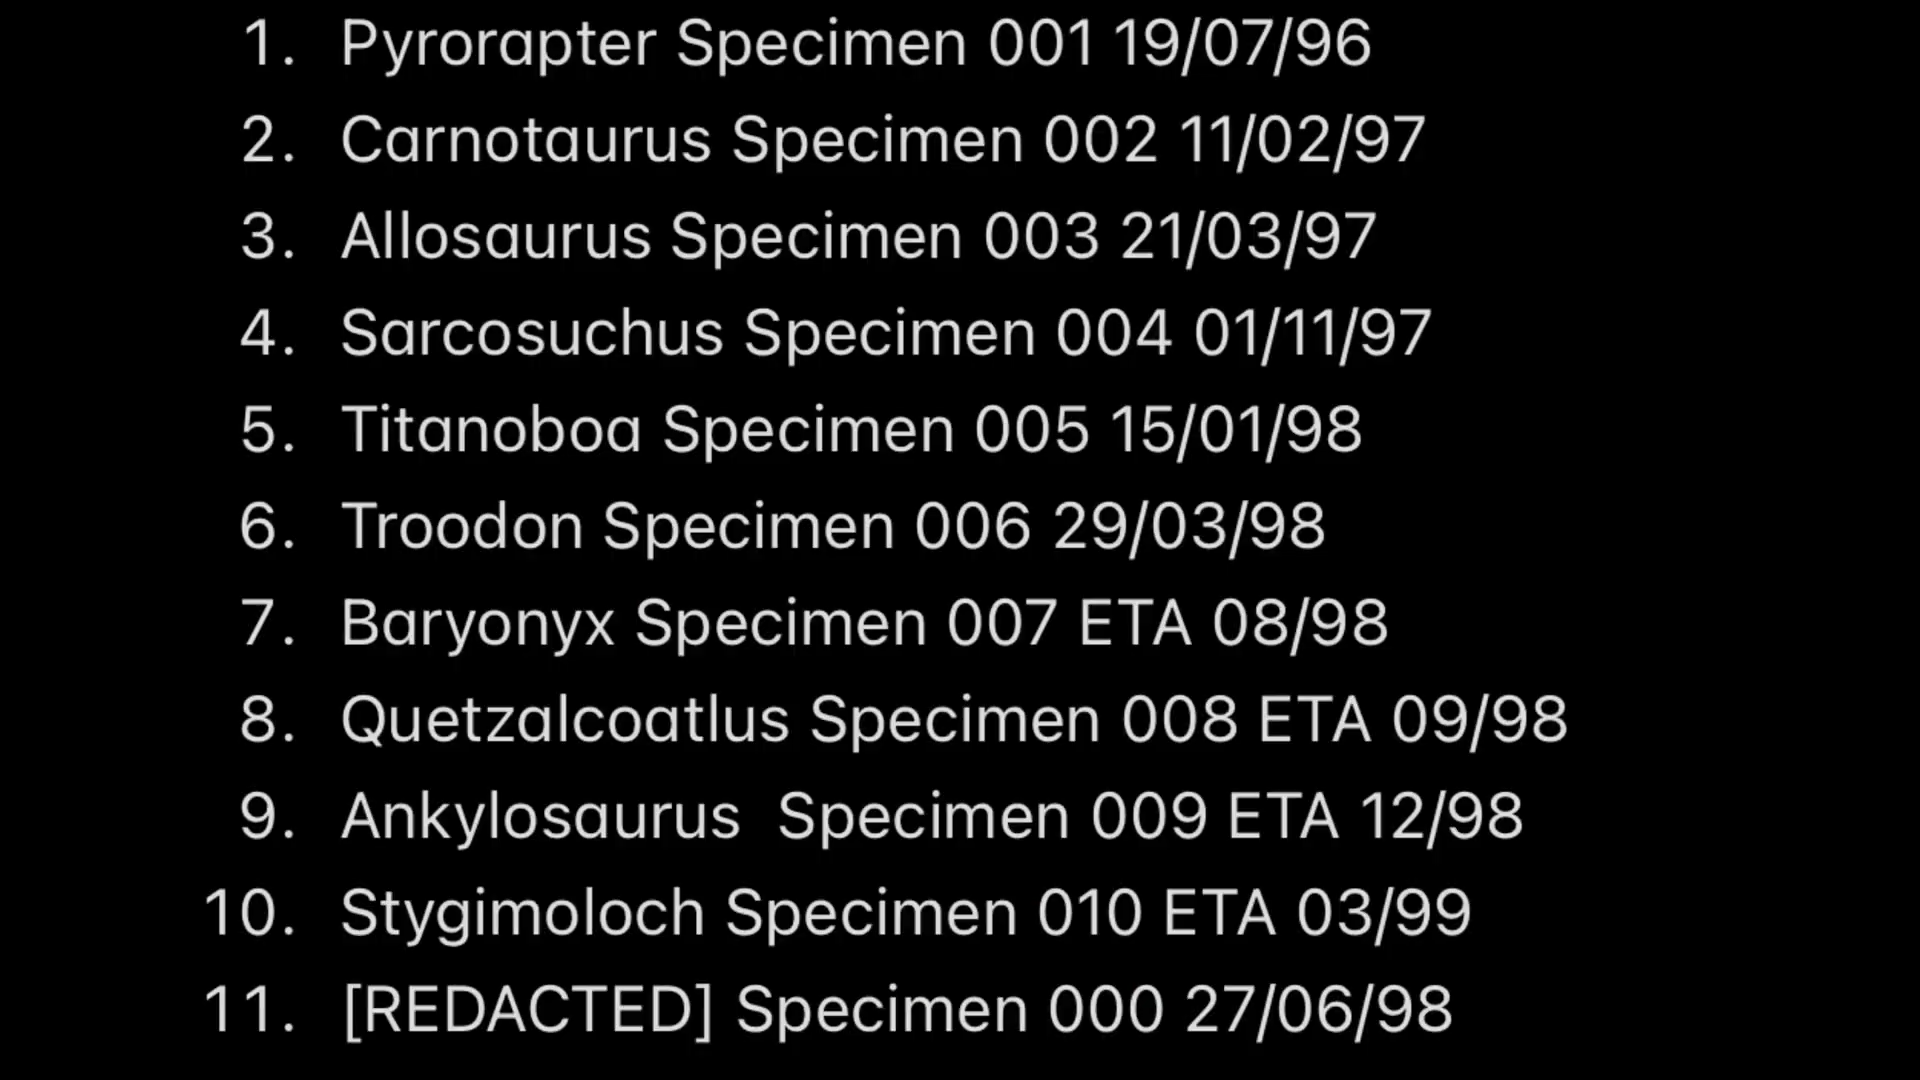 1. Pyrorapter Specimen 001 19/07/96
2. Carnotaurus Specimen 002 11/02/97
3. Allosaurus Specimen 003 21/03/97
4. Sarcosuchus Specimen 004 01/11/97
5. Titanoboa Specimen 005 15/01/98
6. Troodon Specimen 006 29/03/98
7. Baryonyx Specimen 007 ETA 08/98
8. Quetzalcoatlus Specimen 008 ETA 09/98
9. Ankylosaurus  Specimen 009 ETA 12/98
10. Stygimoloch Specimen 010 ETA 03/99
11. [REDACTED] Specimen 000 27/06/98